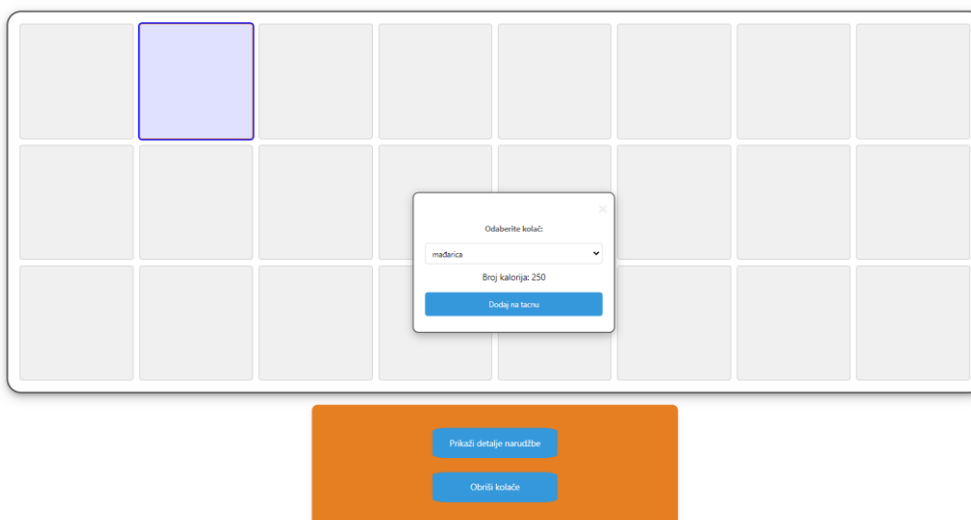 ×
Odaberite kolač:
mađarica
Broj kalorija: 250
Dodaj na tacnu
Prikaži detalje narudžbe
Obriši kolače